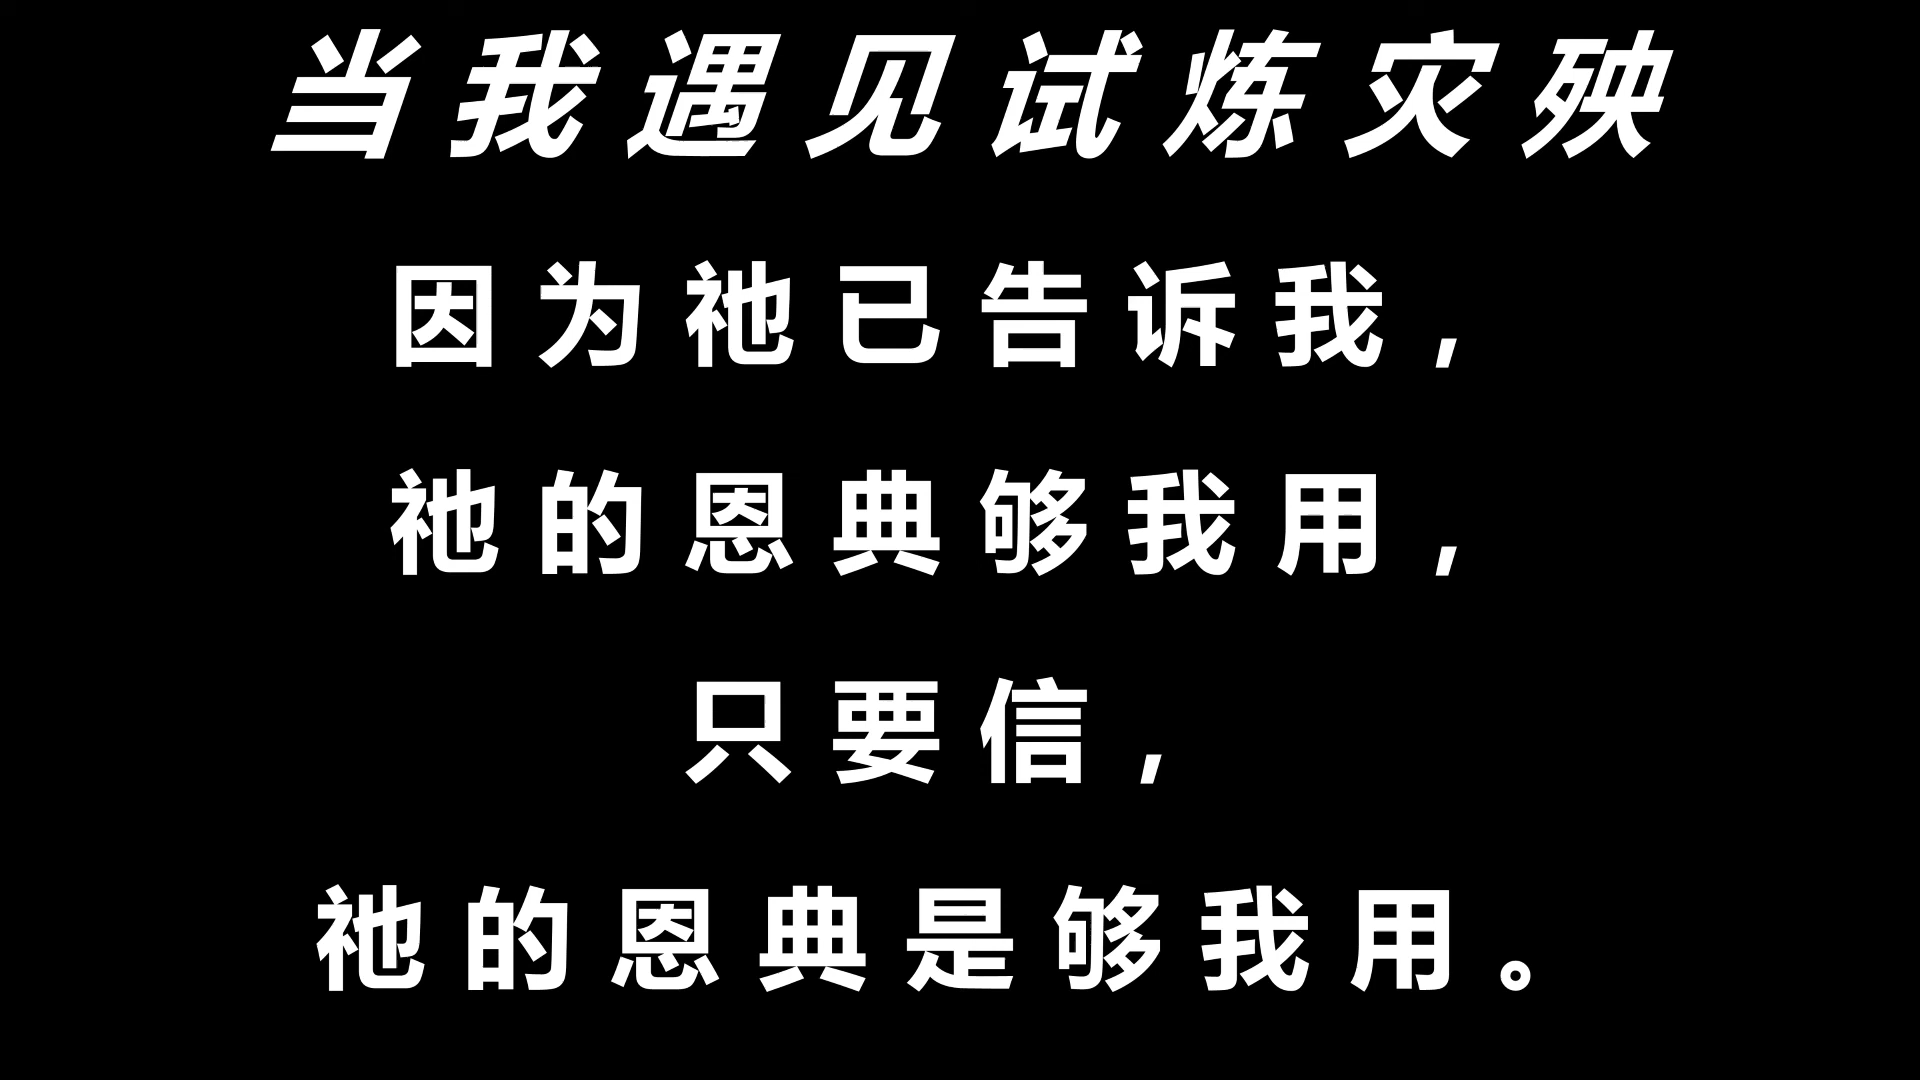 当我遇见试炼灾殃
因为祂已告诉我，
祂的恩典够我用，
只要信，
祂的恩典是够我用。